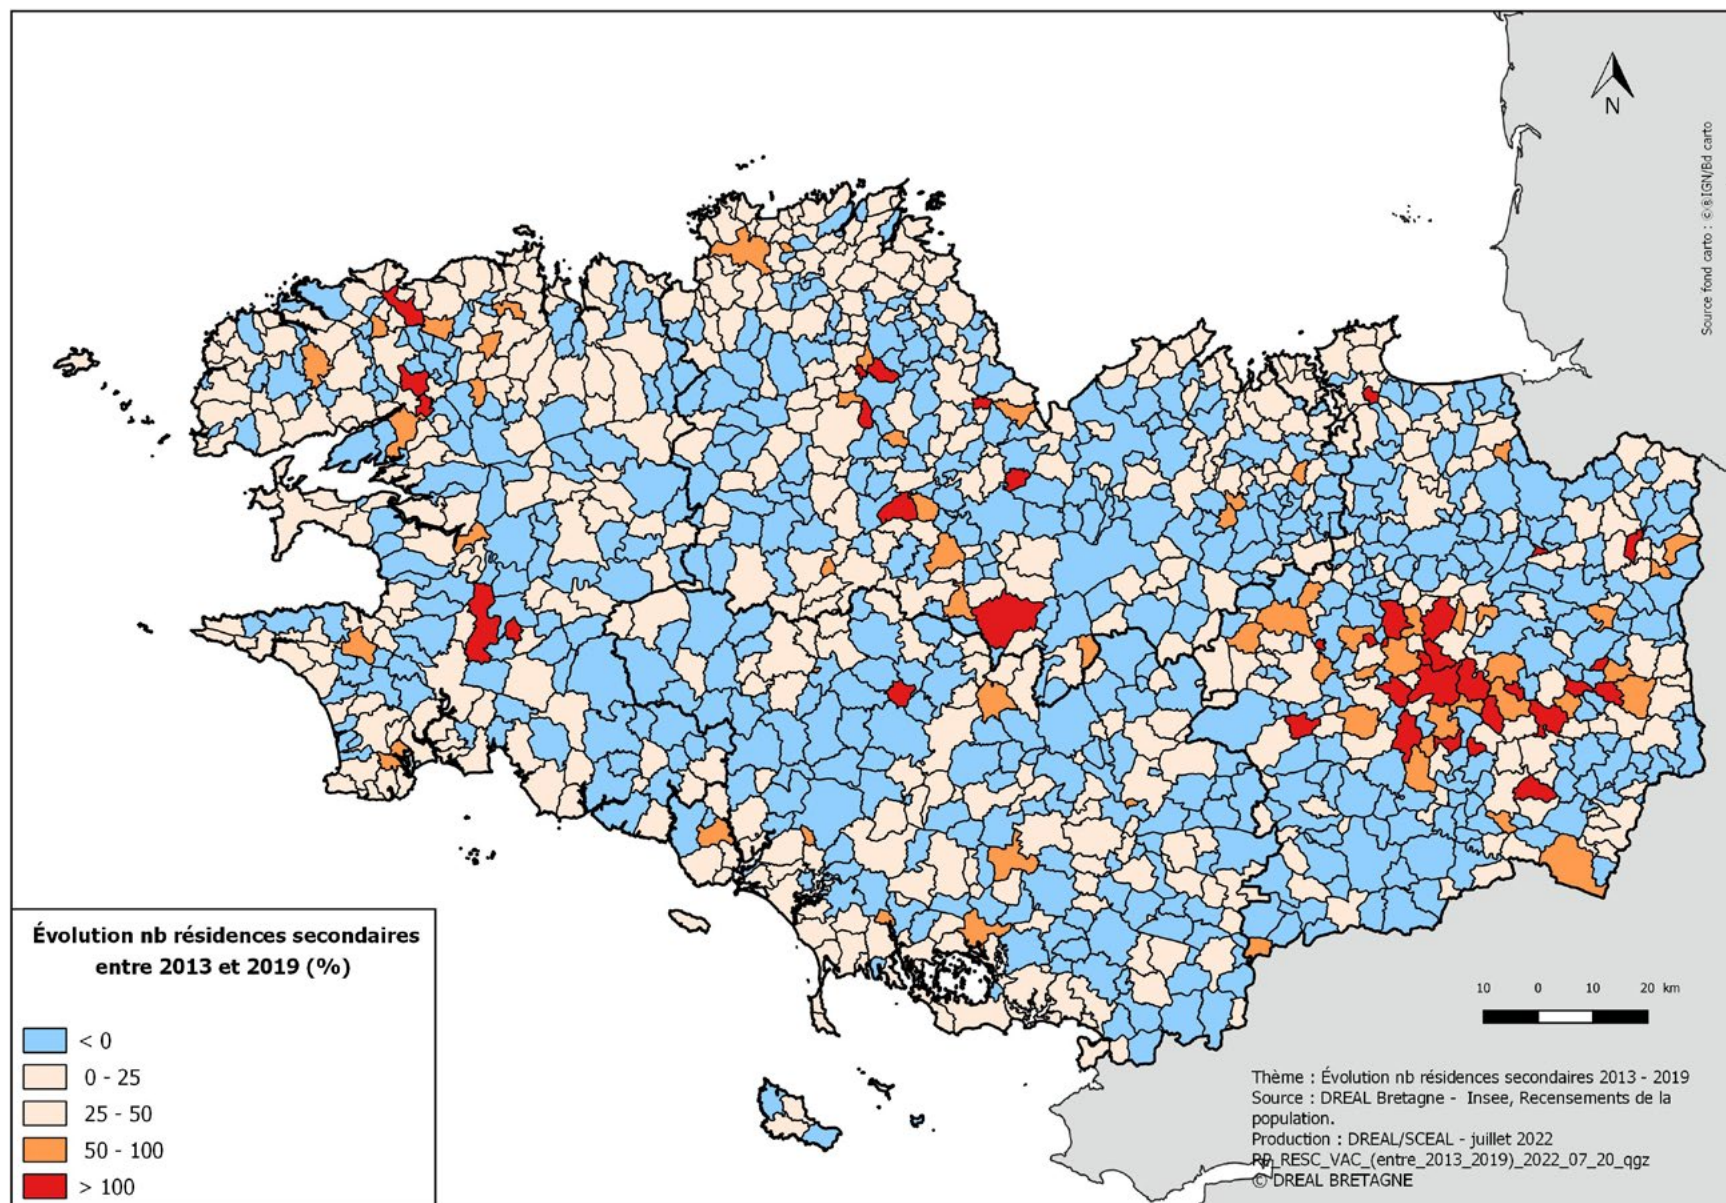 N
Source fond carto : ©®IGN/Bd carto
Évolution nb résidences secondaires
entre 2013 et 2019 (%)
< 0
0 - 25
25 - 50
50 - 100
> 100
10 0 10 20 km
Thème : Évolution nb résidences secondaires 2013 - 2019
Source : DREAL Bretagne - Insee, Recensements de la
population.
Production : DREAL/SCEAL - juillet 2022
RP_RESC_VAC_(entre_2013_2019)_2022_07_20_qgz
© DREAL BRETAGNE